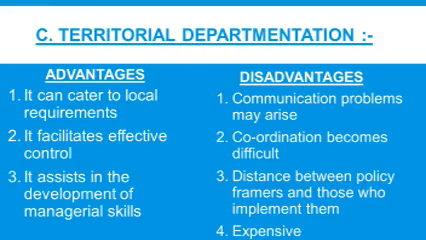 C. TERRITORIAL DEPARTMENTATION :-
ADVANTAGES
1. It can cater to local
requirements
2. It facilitates effective
control
3. It assists in the
development of
managerial skills
DISADVANTAGES
1. Communication problems
may arise
2. Co-ordination becomes
difficult
3. Distance between policy
framers and those who
implement them
4. Expensive